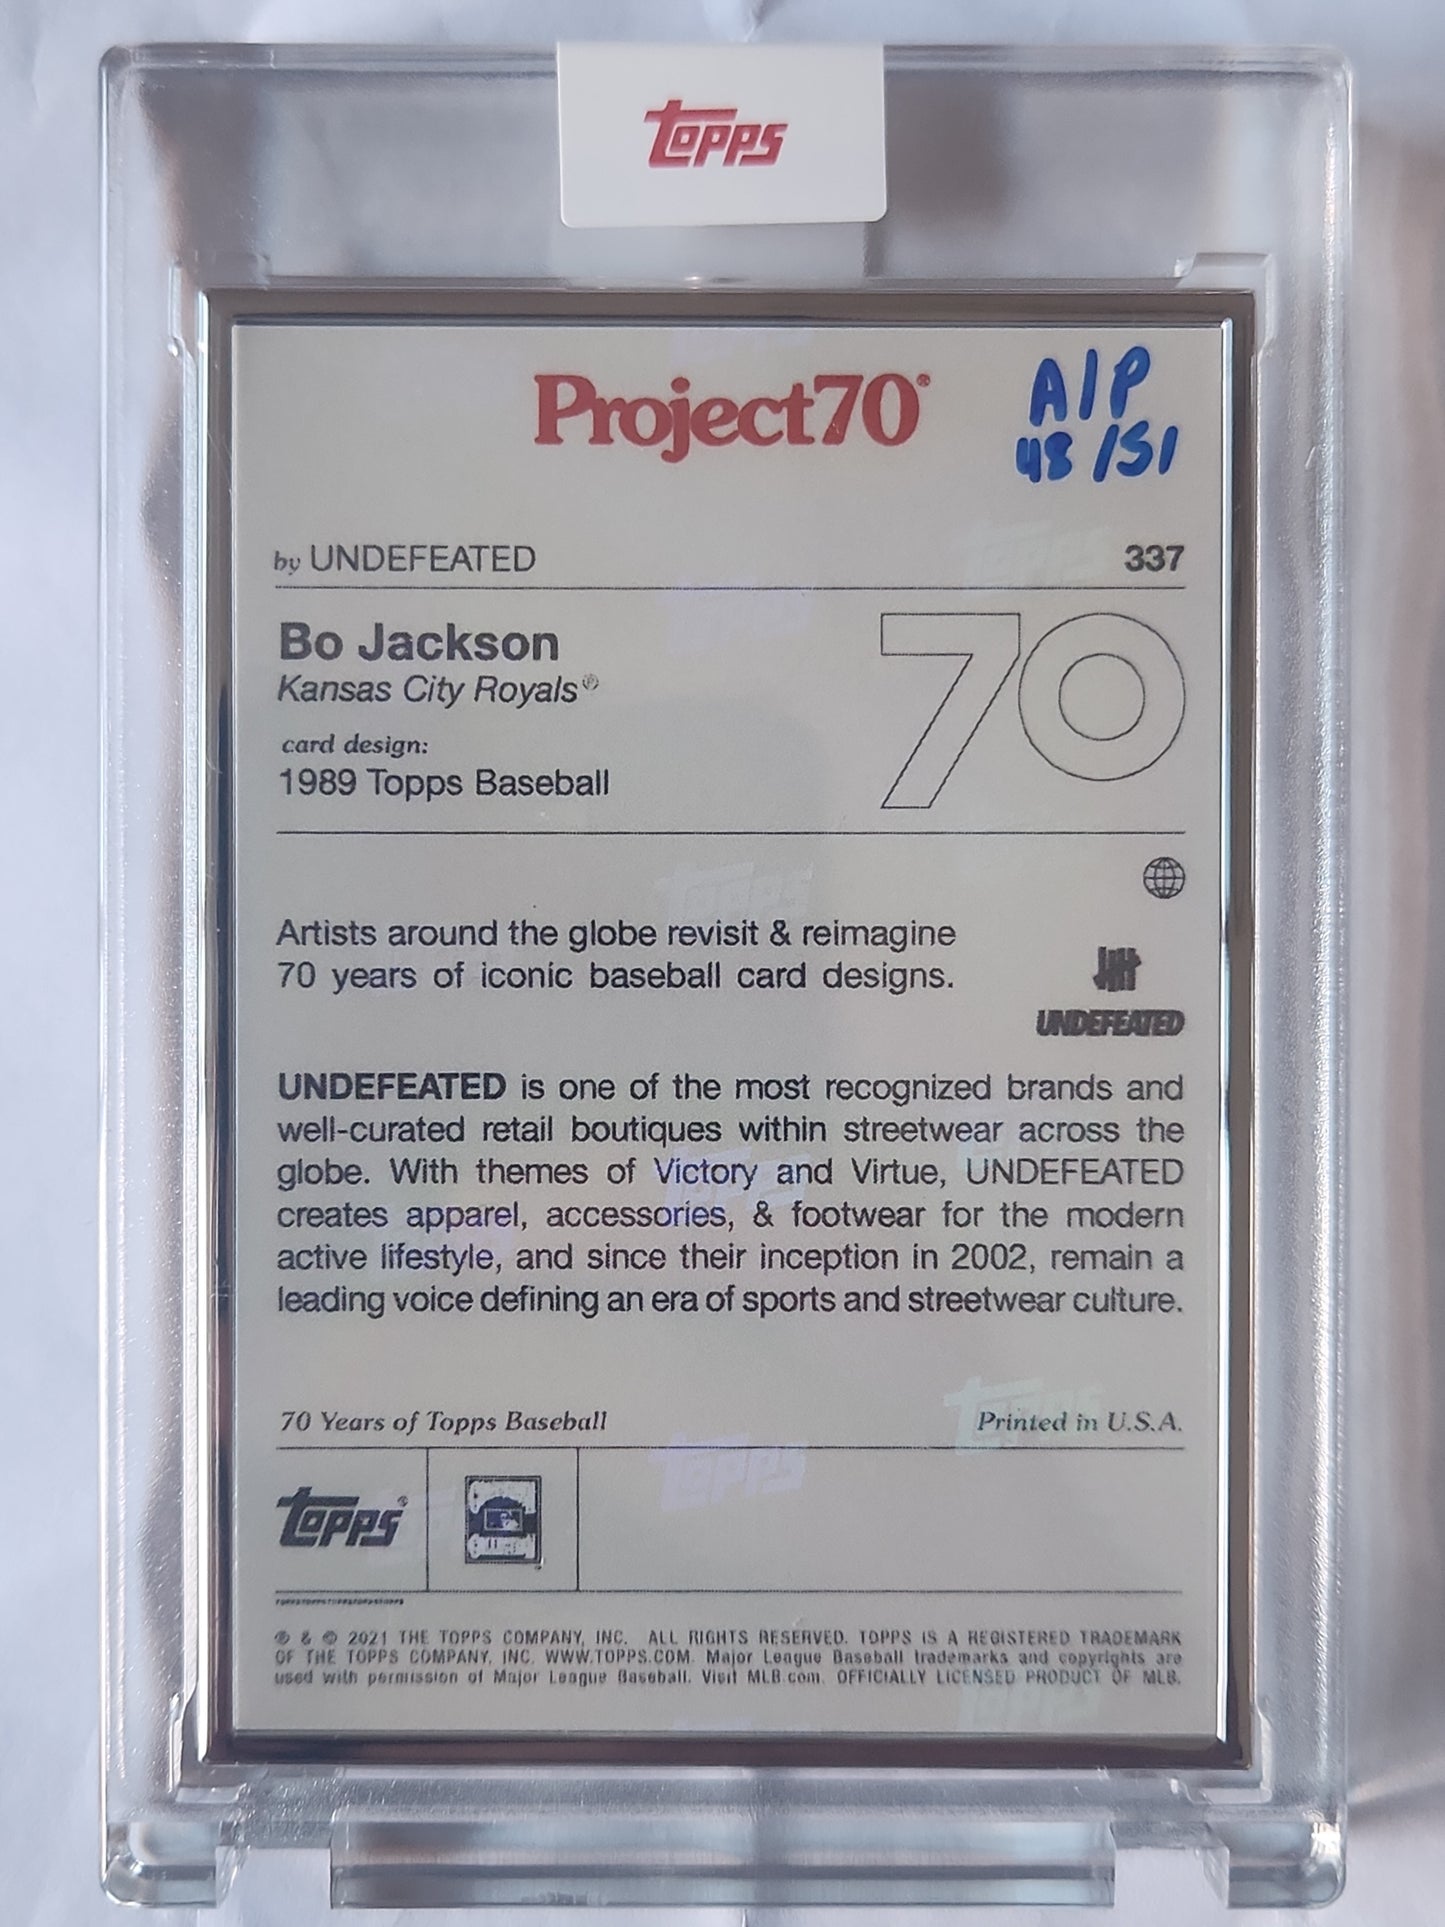 TOPPS
Project70®
A/P
48/51
by UNDEFEATED
337
Bo Jackson
Kansas City Royals®
card design:
1989 Topps Baseball
70
Artists around the globe revisit & reimagine
70 years of iconic baseball card designs.
UNDEFEATED
UNDEFEATED is one of the most recognized brands and
well-curated retail boutiques within streetwear across the
globe. With themes of Victory and Virtue, UNDEFEATED
creates apparel, accessories, & footwear for the modern
active lifestyle, and since their inception in 2002, remain a
leading voice defining an era of sports and streetwear culture.
70 Years of Topps Baseball
Printed in U.S.A.
TOPPS®
® & © 2021 THE TOPPS COMPANY, INC. ALL RIGHTS RESERVED. TOPPS IS A REGISTERED TRADEMARK
OF THE TOPPS COMPANY, INC. WWW.TOPPS.COM. Major League Baseball trademarks and copyrights are
used with permission of Major League Baseball. Visit MLB.com. OFFICIALLY LICENSED PRODUCT OF MLB.